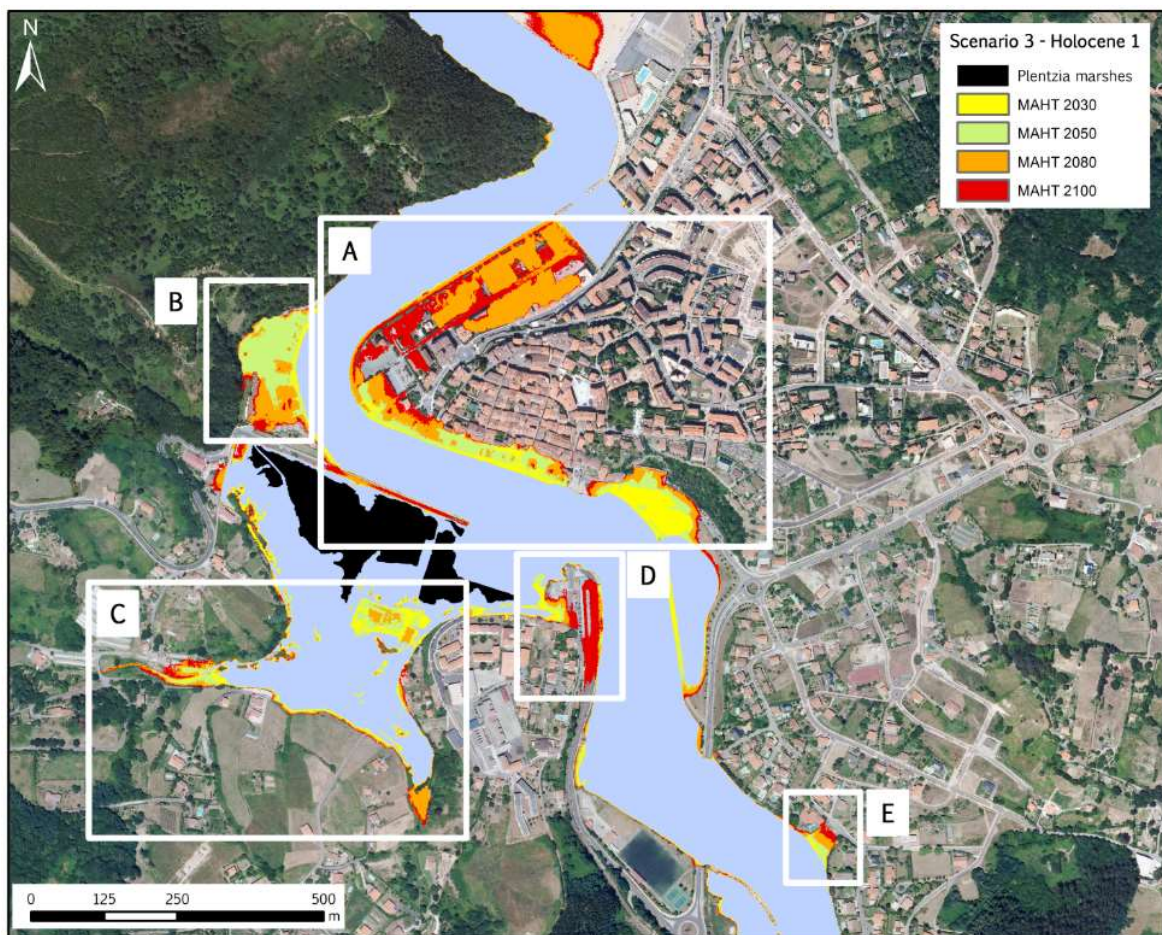 N
Scenario 3 - Holocene 1
Plentzia marshes
MAHT 2030
MAHT 2050
MAHT 2080
MAHT 2100
A
B
D
C
E
0 125 250 500
m